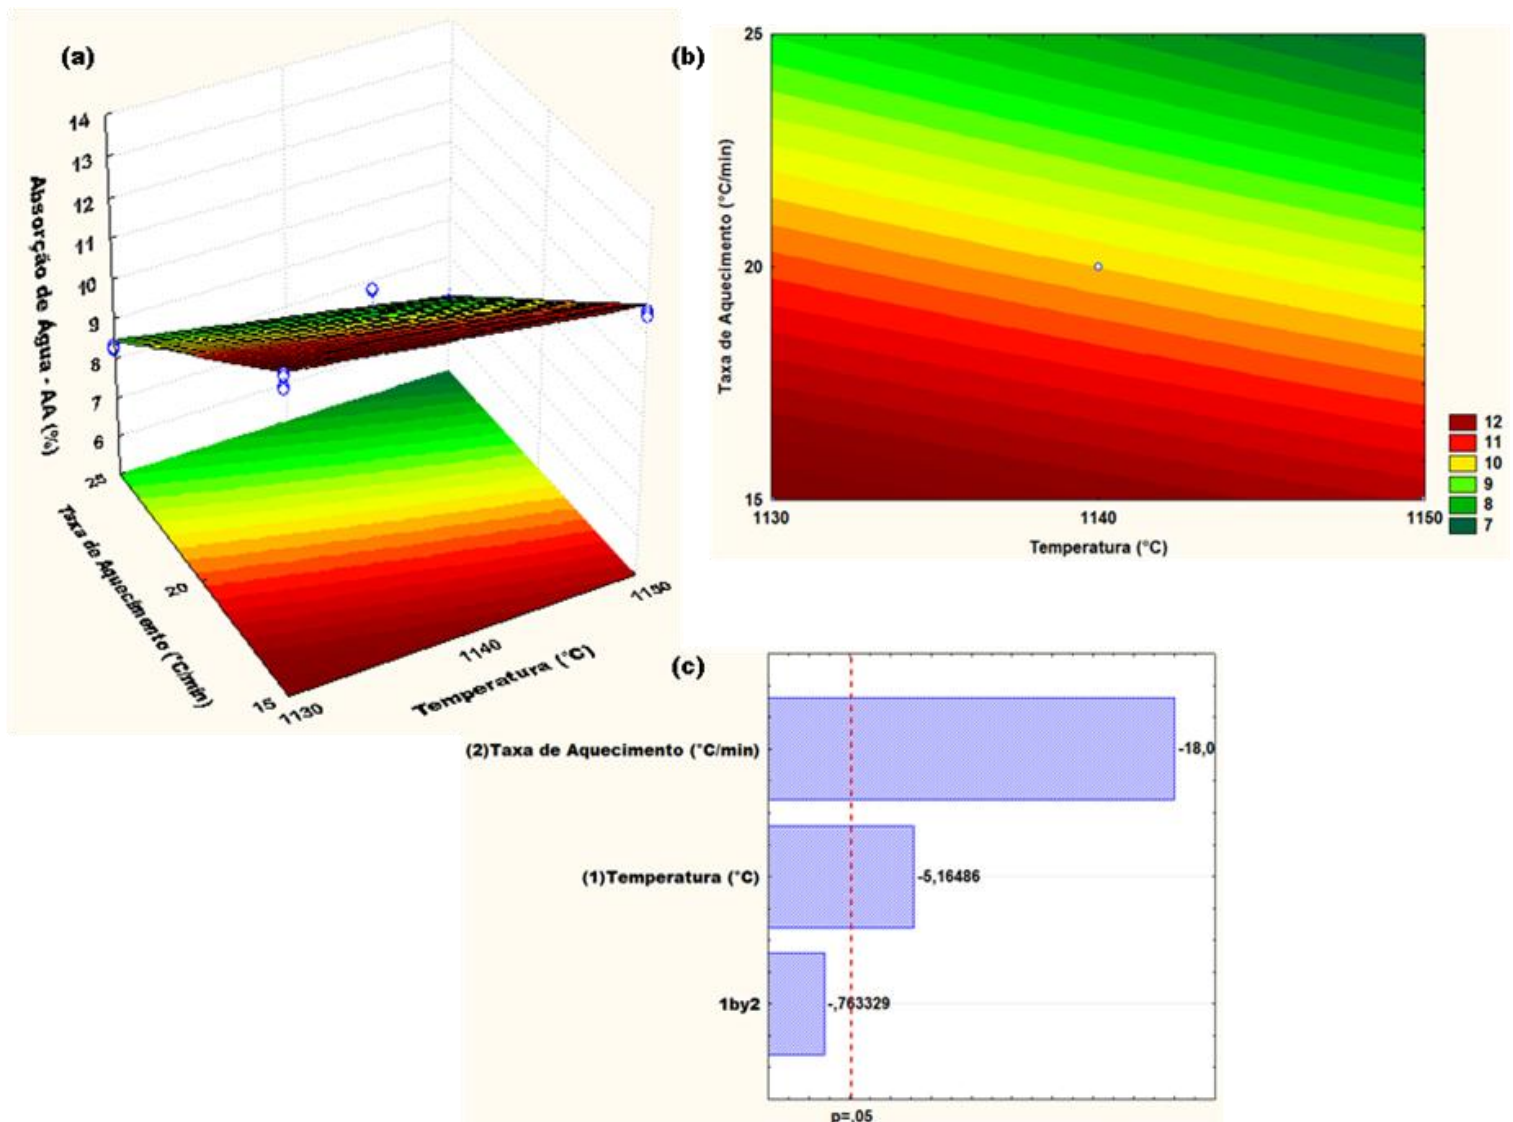 (a)
14
13
12
11
10
9
8
7
6
5
Absorção de Água - AA (%)
25
20
15
Taxa de Aquecimento (°C/min)
1130
1140
1150
Temperatura (°C)
(b)
25
20
15
Taxa de Aquecimento (°C/min)
1130
1140
1150
Temperatura (°C)
12
11
10
9
8
7
(c)
(2)Taxa de Aquecimento (°C/min)
-18,0
(1)Temperatura (°C)
-5,16486
1by2
-,763329
p=,05